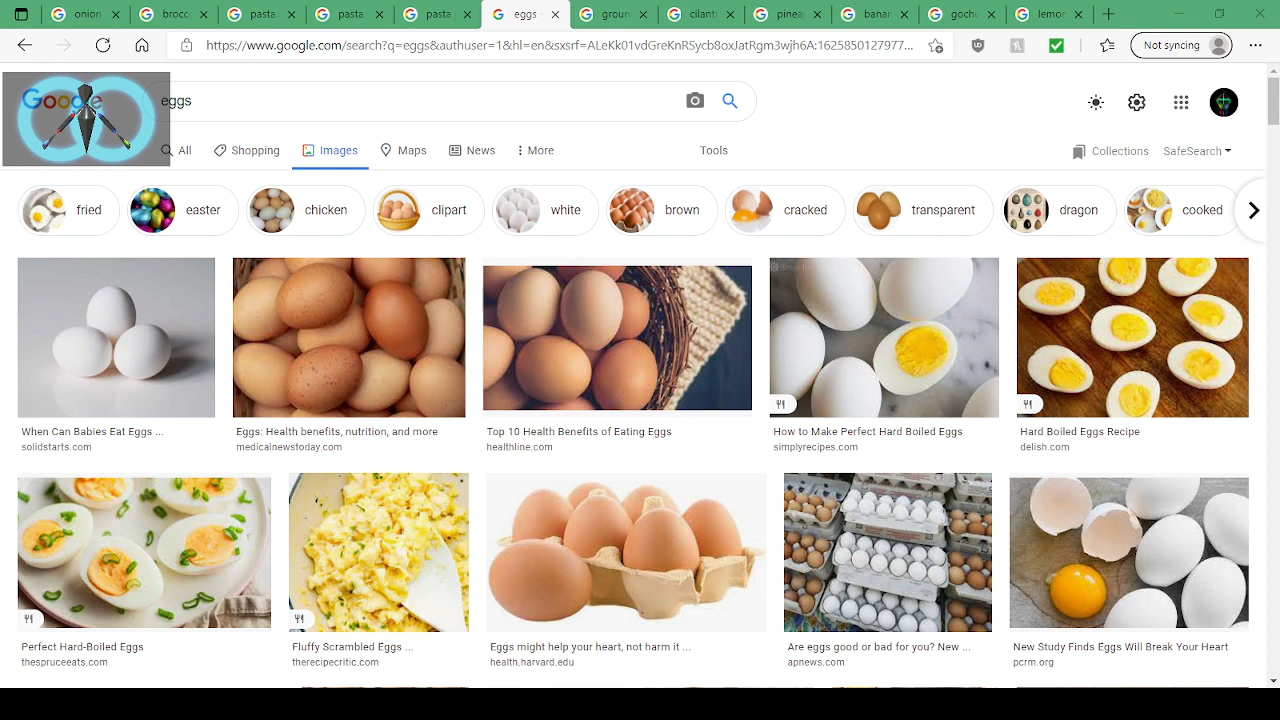 onion
brocc
pasta
pasta
pasta
eggs
groun
cilant
pinea
banan
gochu
lemon
https://www.google.com/search?q=eggs&authuser=1&hl=en&sxsrf=ALeKk01vdGreKnRSycb8oxJatRgm3wjh6A:1625850127977...
Not syncing
Google
eggs
All
Shopping
Images
Maps
News
More
Tools
Collections
SafeSearch
fried
easter
chicken
clipart
white
brown
cracked
transparent
dragon
cooked
When Can Babies Eat Eggs ...
solidstarts.com
Eggs: Health benefits, nutrition, and more
medicalnewstoday.com
Top 10 Health Benefits of Eating Eggs
healthline.com
How to Make Perfect Hard Boiled Eggs
simplyrecipes.com
Hard Boiled Eggs Recipe
delish.com
Perfect Hard-Boiled Eggs
thespruceeats.com
Fluffy Scrambled Eggs ...
therecipecritic.com
Eggs might help your heart, not harm it ...
health.harvard.edu
Are eggs good or bad for you? New ...
apnews.com
New Study Finds Eggs Will Break Your Heart
pcrm.org